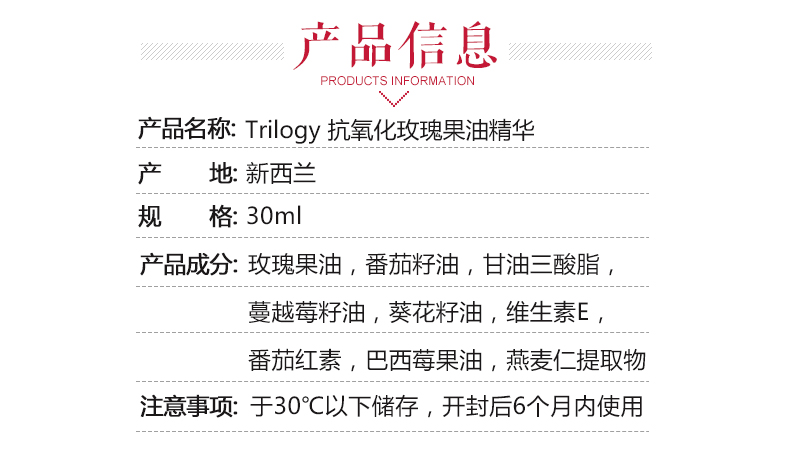 产品信息
PRODUCTS INFORMATION
产品名称: Trilogy 抗氧化玫瑰果油精华
产 地: 新西兰
规 格: 30ml
产品成分: 玫瑰果油，番茄籽油，甘油三酸脂，
蔓越莓籽油，葵花籽油，维生素E，
番茄红素，巴西莓果油，燕麦仁提取物
注意事项: 于30℃以下储存，开封后6个月内使用